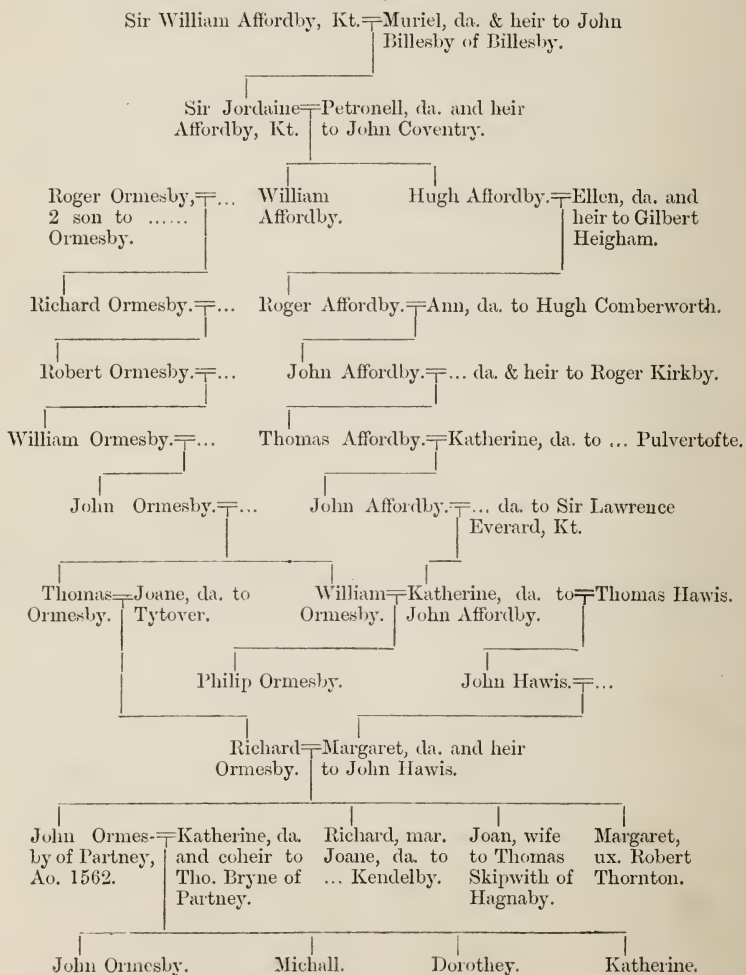 Sir William Affordby, Kt. Muriel, da. & heir to John
Billesby of Billesby.
Sir Jordaine Petronell, da. and heir
Affordby, Kt. to John Coventry.
Roger Ormesby, ... William Hugh Affordby. Ellen, da. and
2 son to ...... Affordby. heir to Gilbert
Ormesby. Heigham.
Richard Ormesby. ... Roger Affordby. Ann, da. to Hugh Comberworth.
Robert Ormesby. ... John Affordby. ... da. & heir to Roger Kirkby.
William Ormesby. ... Thomas Affordby. Katherine, da. to ... Pulvertofte.
John Ormesby. ... John Affordby. ... da. to Sir Lawrence
Everard, Kt.
Thomas Joane, da. to William Katherine, da. to Thomas Hawis.
Ormesby. Tytover. Ormesby. John Affordby.
Philip Ormesby. John Hawis. ...
Richard Margaret, da. and heir
Ormesby. to John Hawis.
John Ormes- Katherine, da. Richard, mar. Joan, wife Margaret,
by of Partney, and coheir to Joane, da. to to Thomas ux. Robert
Ao. 1562. Tho. Bryne of ... Kendelby. Skipwith of Thornton.
Partney. Hagnaby.
John Ormesby. Michall. Dorothey. Katherine.